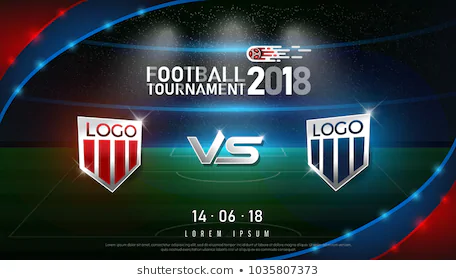 FOOTBALL
TOURNAMENT 2018
LOGO
VS
LOGO
14 - 06 - 18
LOREM IPSUM
shutterstock.com • 1035807373